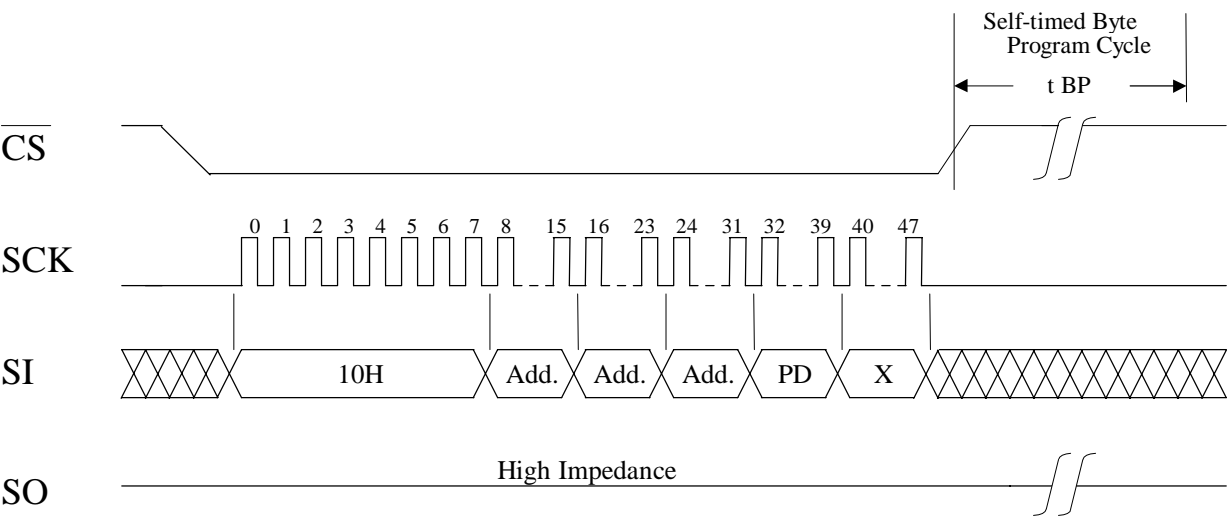 Self-timed Byte
Program Cycle
t BP
CS
SCK
0 1 2 3 4 5 6 7 8 15 16 23 24 31 32 39 40 47
SI
10H Add. Add. Add. PD X
High Impedance
SO